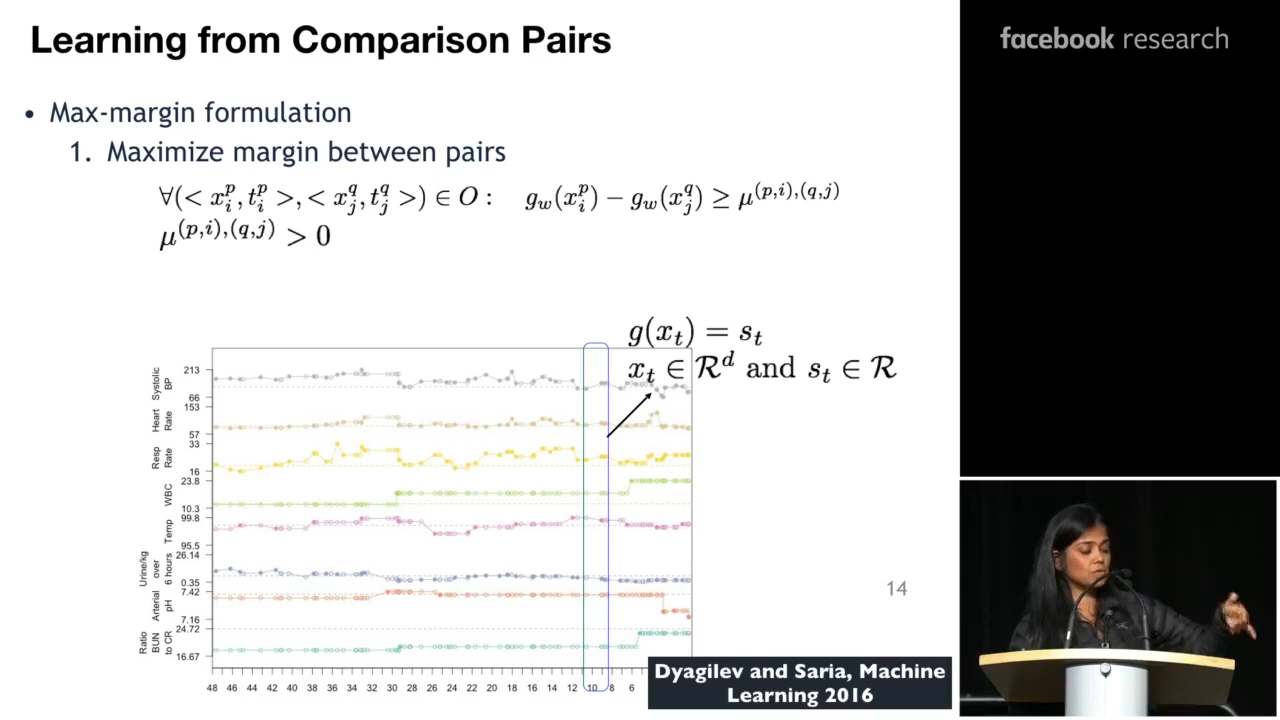 Learning from Comparison Pairs
facebook research
• Max-margin formulation
1. Maximize margin between pairs
∀(< x_i^p, t_i^p >, < x_j^q, t_j^q >) ∈ O : g_w(x_i^p) − g_w(x_j^q) ≥ μ^{(p,i),(q,j)}
μ^{(p,i),(q,j)} > 0
g(x_t) = s_t
x_t ∈ R^d and s_t ∈ R
Systolic
BP
213
66
Heart
Rate
153
57
Resp
Rate
33
16
WBC
23.8
10.3
Temp
99.8
95.5
Urine/kg
over
6 hours
26.14
0.35
Arterial
pH
7.42
7.16
Ratio
BUN
to CR
24.72
16.67
48 46 44 42 40 38 36 34 32 30 28 26 24 22 20 18 16 14 12 10 8 6
14
Dyagilev and Saria, Machine
Learning 2016